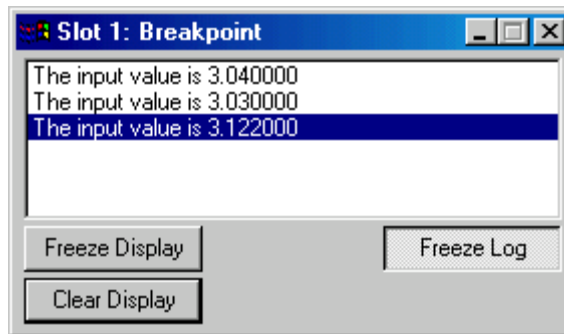 Slot 1: Breakpoint
The input value is 3.040000
The input value is 3.030000
The input value is 3.122000
Freeze Display
Freeze Log
Clear Display